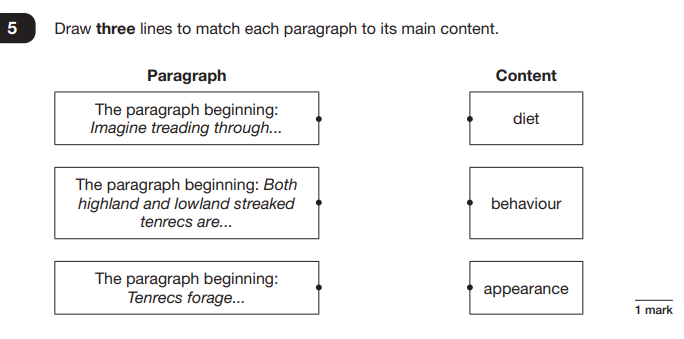 5
Draw three lines to match each paragraph to its main content.
Paragraph
Content
The paragraph beginning:
Imagine treading through...
diet
The paragraph beginning: Both
highland and lowland streaked
tenrecs are...
behaviour
The paragraph beginning:
Tenrecs forage...
appearance
1 mark